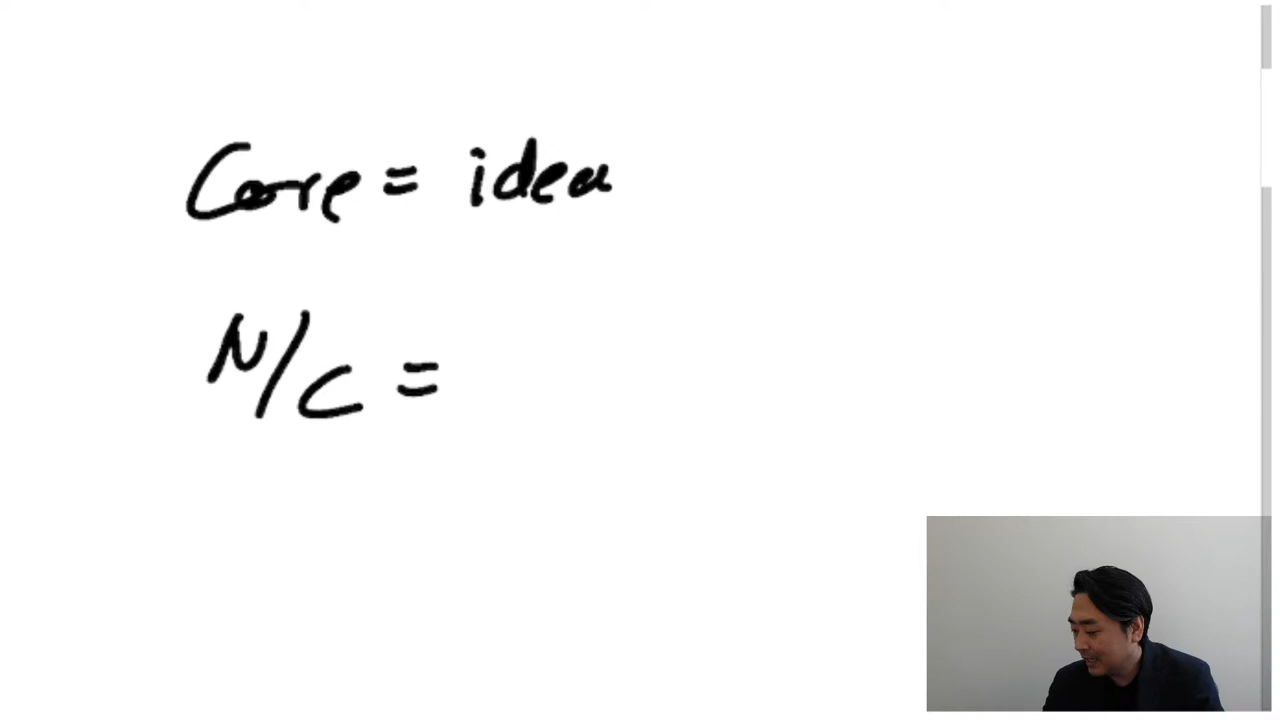 Core = idea
N/C =